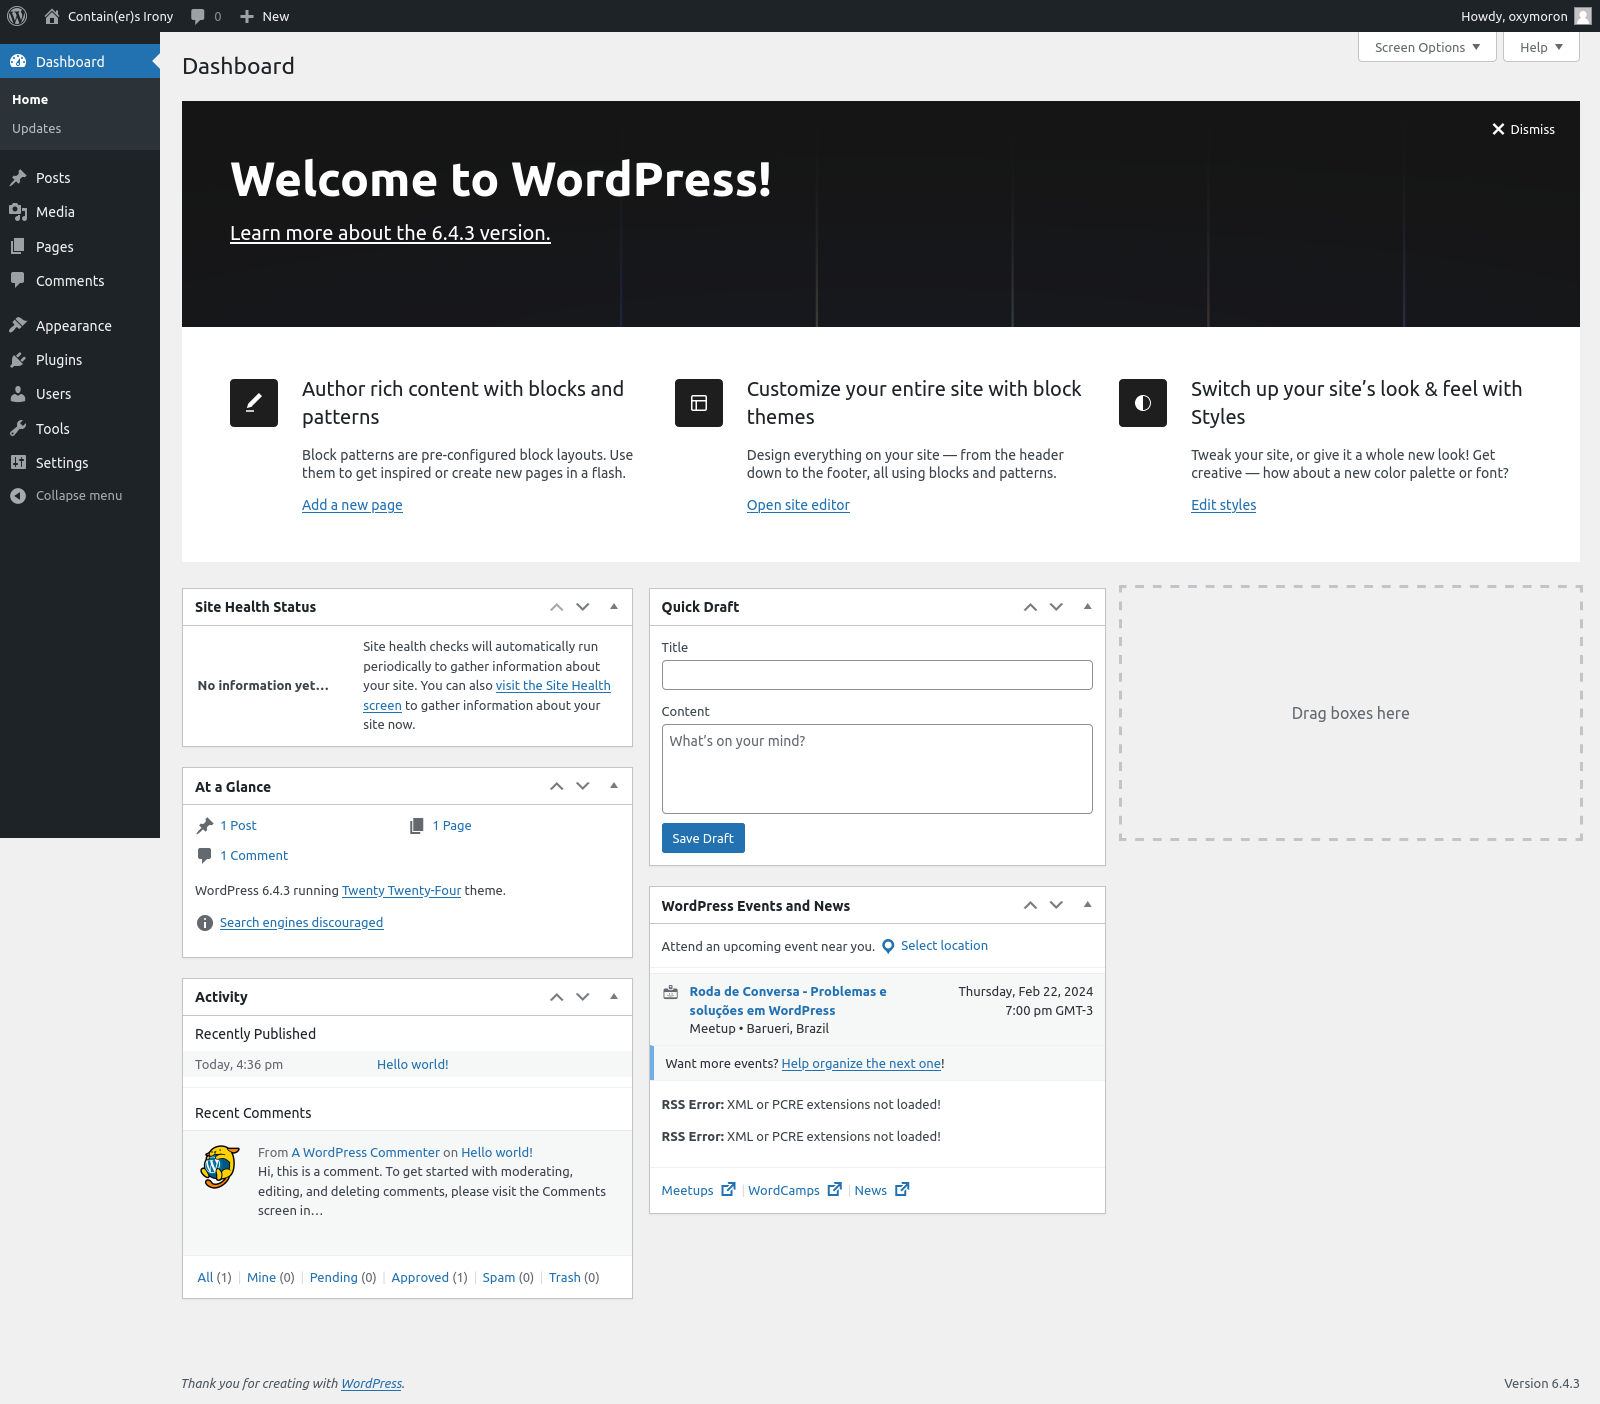 Contain(er)s Irony
0
New
Howdy, oxymoron
Dashboard
Home
Updates
Posts
Media
Pages
Comments
Appearance
Plugins
Users
Tools
Settings
Collapse menu
Screen Options
Help
Dashboard
Dismiss
Welcome to WordPress!
Learn more about the 6.4.3 version.
Author rich content with blocks and
patterns
Block patterns are pre-configured block layouts. Use
them to get inspired or create new pages in a flash.
Add a new page
Customize your entire site with block
themes
Design everything on your site — from the header
down to the footer, all using blocks and patterns.
Open site editor
Switch up your site’s look & feel with
Styles
Tweak your site, or give it a whole new look! Get
creative — how about a new color palette or font?
Edit styles
Site Health Status
No information yet…
Site health checks will automatically run
periodically to gather information about
your site. You can also visit the Site Health
screen to gather information about your
site now.
At a Glance
1 Post
1 Page
1 Comment
WordPress 6.4.3 running Twenty Twenty-Four theme.
Search engines discouraged
Activity
Recently Published
Today, 4:36 pm
Hello world!
Recent Comments
From A WordPress Commenter on Hello world!
Hi, this is a comment. To get started with moderating,
editing, and deleting comments, please visit the Comments
screen in…
All (1) | Mine (0) | Pending (0) | Approved (1) | Spam (0) | Trash (0)
Quick Draft
Title
Content
What’s on your mind?
Save Draft
WordPress Events and News
Attend an upcoming event near you.
Select location
Roda de Conversa - Problemas e
soluções em WordPress
Meetup • Barueri, Brazil
Thursday, Feb 22, 2024
7:00 pm GMT-3
Want more events? Help organize the next one!
RSS Error: XML or PCRE extensions not loaded!
RSS Error: XML or PCRE extensions not loaded!
Meetups | WordCamps | News
Drag boxes here
Thank you for creating with WordPress.
Version 6.4.3